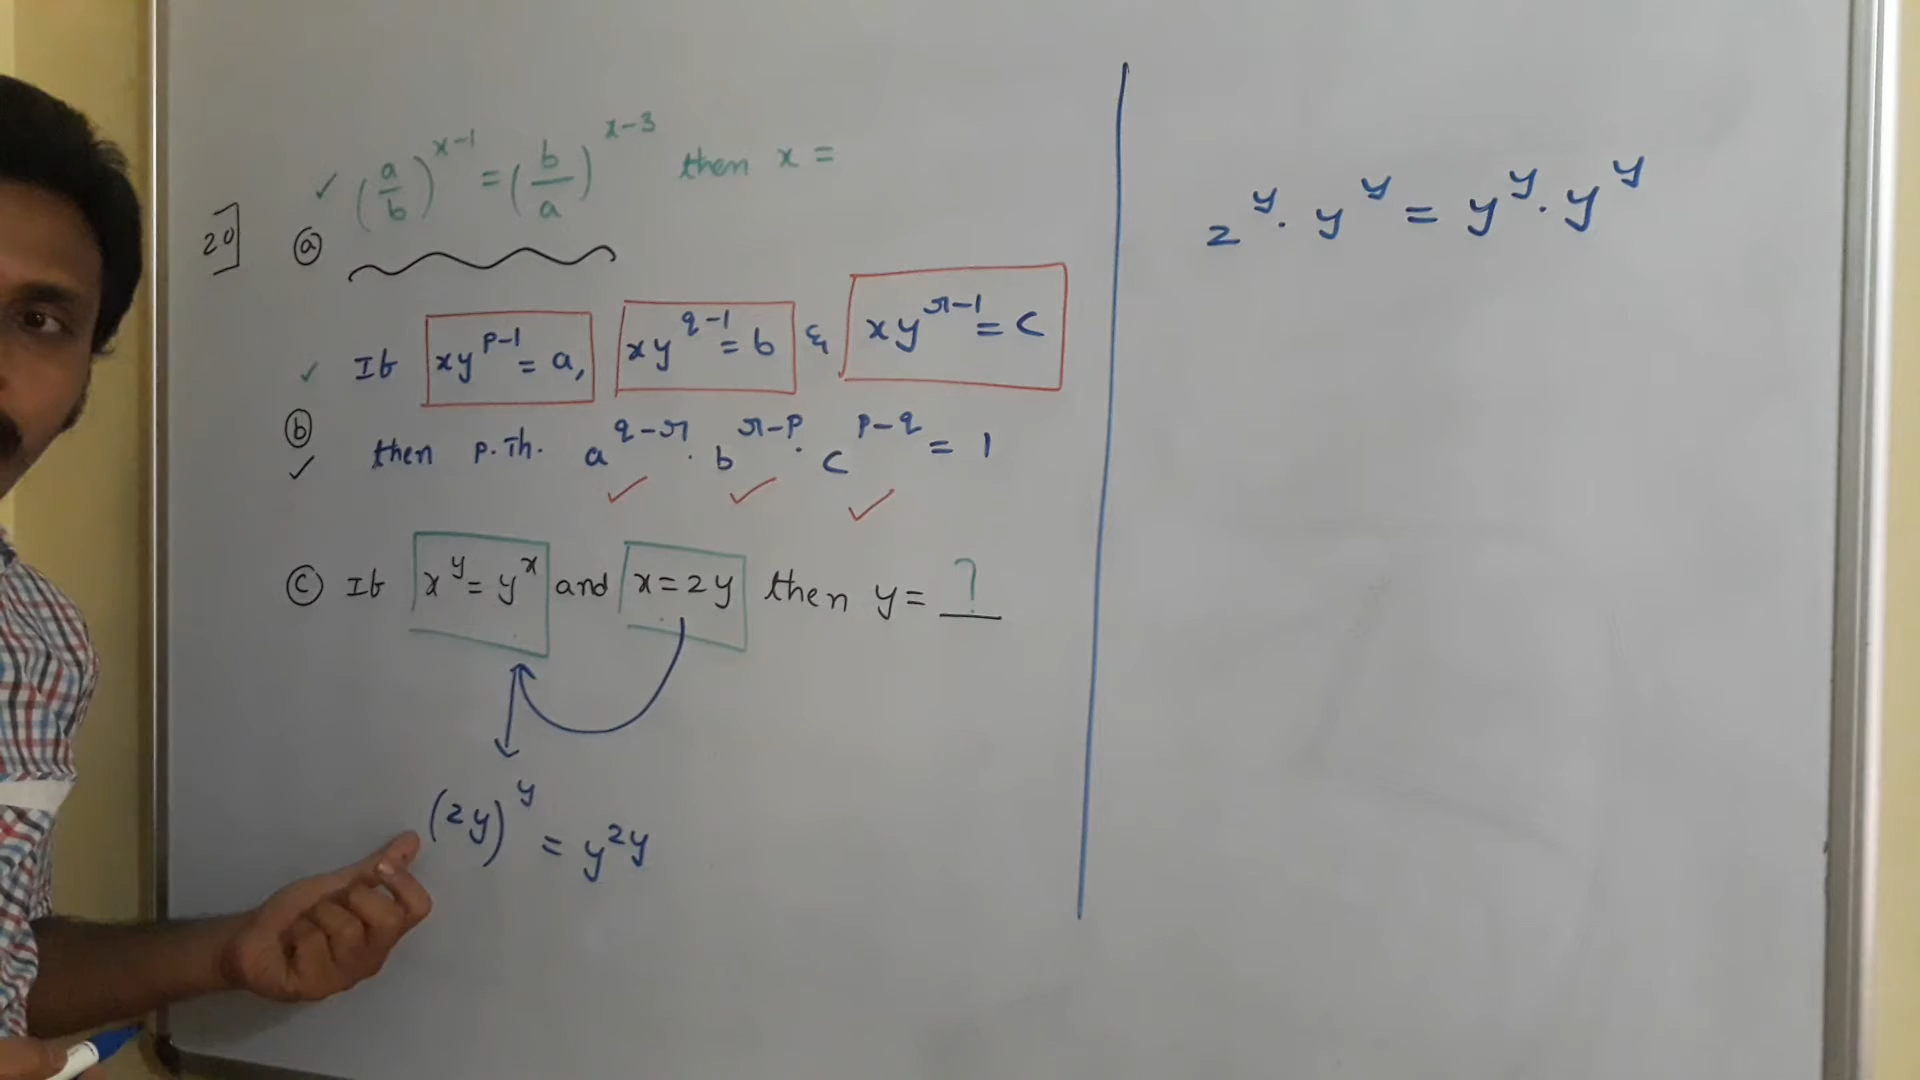 (a/b)^(x-1) = (b/a)^(x-3) then x =
20] (a)
If xy^(p-1) = a, xy^(q-1) = b & xy^(r-1) = c
(b)
then p.Th. a^(q-r) . b^(r-p) . c^(p-q) = 1
(c) If x^y = y^x and x = 2y then y = ?
(2y)^y = y^2y
2^y . y^y = y^y . y^y